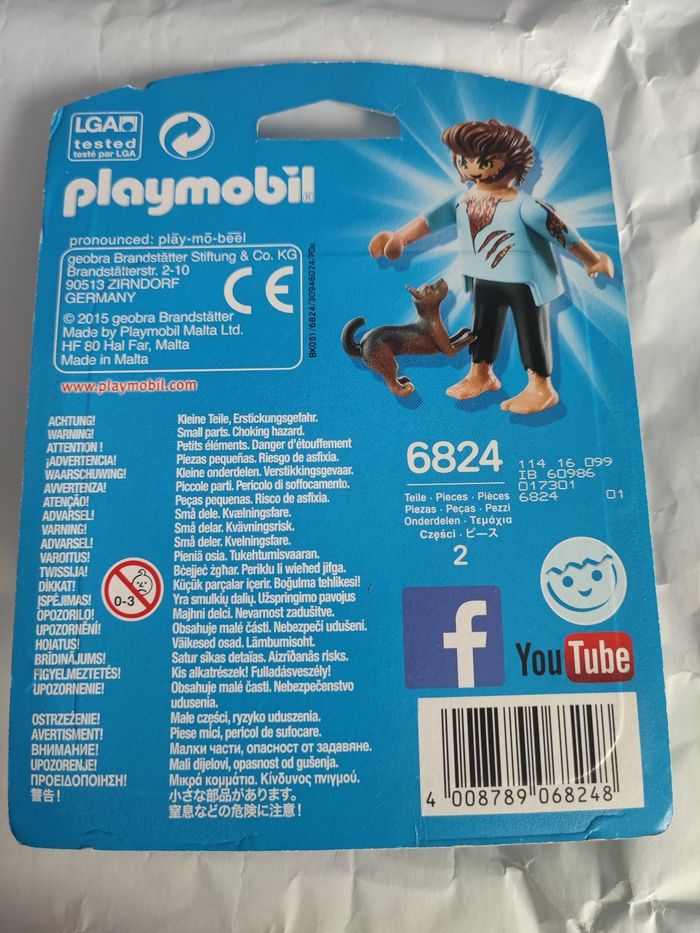 LGA
tested
testé par LGA
playmobil®
pronounced: plāy-mō-bēēl
geobra Brandstätter Stiftung & Co. KG
Brandstätterstr. 2-10
90513 ZIRNDORF
GERMANY
CE
© 2015 geobra Brandstätter
Made by Playmobil Malta Ltd.
HF 80 Hal Far, Malta
Made in Malta
BK051/6824/30946024/PDu
www.playmobil.com
ACHTUNG! Kleine Teile, Erstickungsgefahr.
WARNING! Small parts. Choking hazard.
ATTENTION ! Petits éléments. Danger d'étouffement
¡ADVERTENCIA! Piezas pequeñas. Riesgo de asfixia.
WAARSCHUWING! Kleine onderdelen. Verstikkingsgevaar.
AVVERTENZA! Piccole parti. Pericolo di soffocamento.
ATENÇÃO! Peças pequenas. Risco de asfixia.
ADVARSEL! Små dele. Kvælningsfare.
VARNING! Små delar. Kvävningsrisk.
ADVARSEL! Små deler. Kvelningsfare.
VAROITUS! Pieniä osia. Tukehtumisvaaran.
TWISSIJA! Bċejjeċ żgħar. Periklu li wieħed jifga.
DİKKAT! Küçük parçalar içerir. Boğulma tehlikesi!
ĮSPĖJIMAS! Yra smulkių dalių. Užspringimo pavojus
OPOZORILO! Majhni delci. Nevarnost zadušitve.
UPOZORNĚNÍ! Obsahuje malé části. Nebezpečí udušení.
HOIATUS! Väikesed osad. Lämbumisoht.
BRĪDINĀJUMS! Satur sīkas detaļas. Aizrīšanās risks.
FIGYELMEZTETÉS! Kis alkatrészek! Fulladásveszély!
UPOZORNENIE! Obsahuje malé časti. Nebezpečenstvo
udusenia.
OSTRZEŻENIE! Małe części, ryzyko uduszenia.
AVERTISMENT! Piese mici, pericol de sufocare.
ВНИМАНИЕ! Малки части, опасност от задавяне.
UPOZORENJE! Mali dijelovi, opasnost od gušenja.
ΠΡΟΕΙΔΟΠΟΙΗΣΗ! Μικρά κομμάτια. Κίνδυνος πνιγμού.
警告! 小さな部品があります。
窒息などの危険に注意!
0-3
6824
Teile · Pieces · Pièces
Piezas · Peças · Pezzi
Onderdelen · Τεμάχια
Części · ピース
2
114 16 099
IB 60986
017301
6824 01
f
YouTube
4 008789 068248